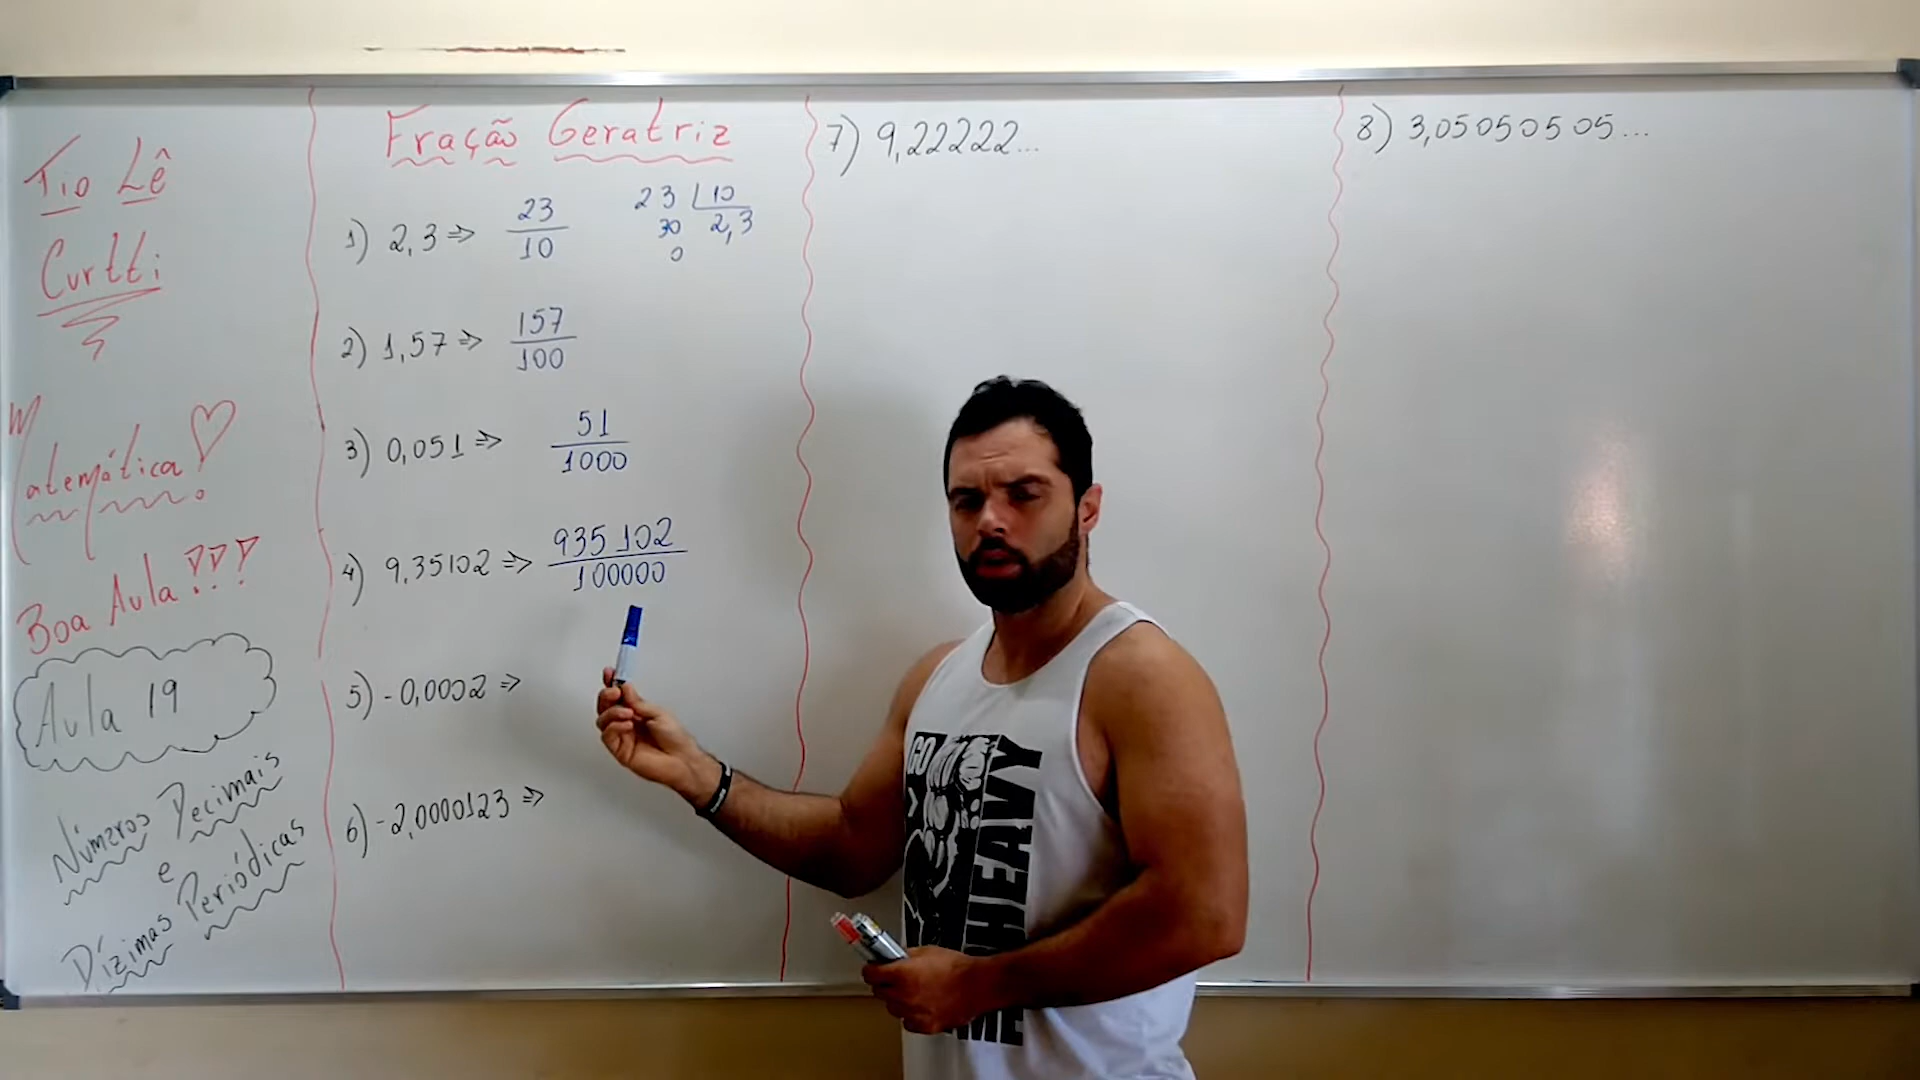 Tio Lê
Curtti
Matemática
Boa Aula!!!
Aula 19
Números Decimais
e
Dízimas Periódicas
Fração Geratriz
1) 2,3 ⇒ 23/10
23 | 10
30 2,3
0
2) 1,57 ⇒ 157/100
3) 0,051 ⇒ 51/1000
4) 9,35102 ⇒ 935102/100000
5) -0,0002 ⇒
6) -2,0000123 ⇒
7) 9,22222...
8) 3,05050505...
GO
HEAVY